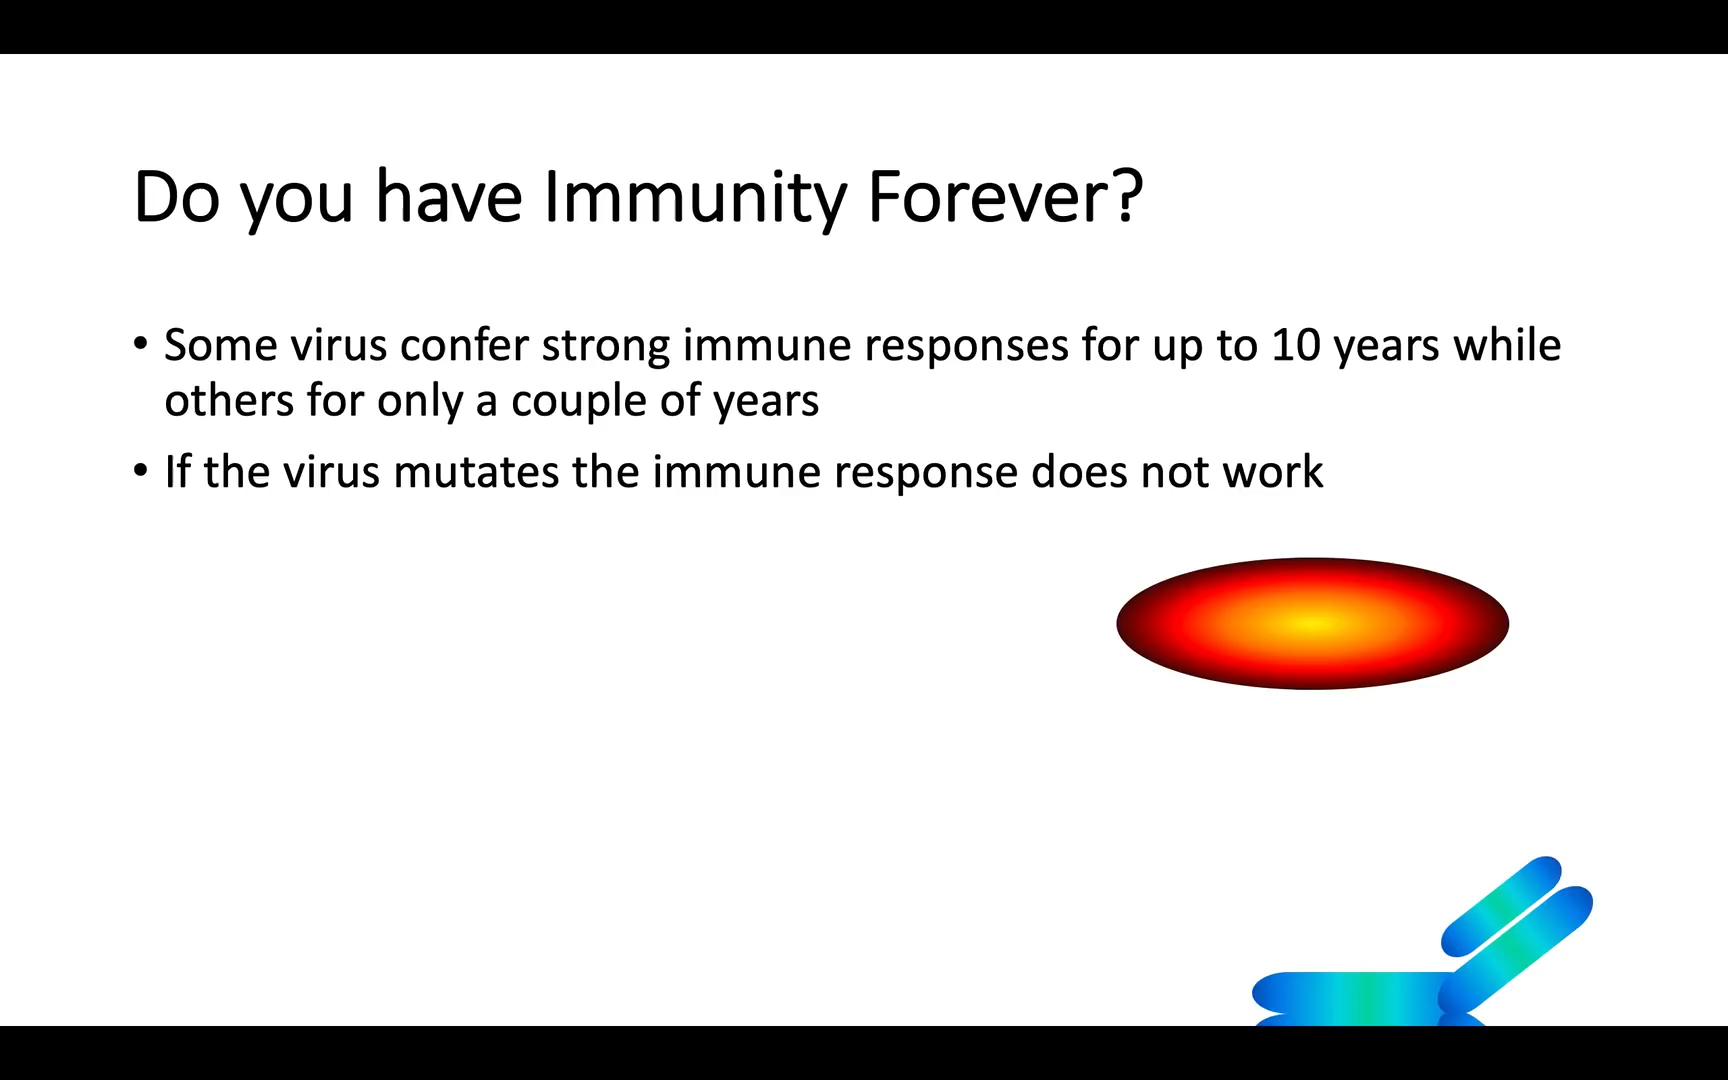 Do you have Immunity Forever?
• Some virus confer strong immune responses for up to 10 years while
others for only a couple of years
• If the virus mutates the immune response does not work